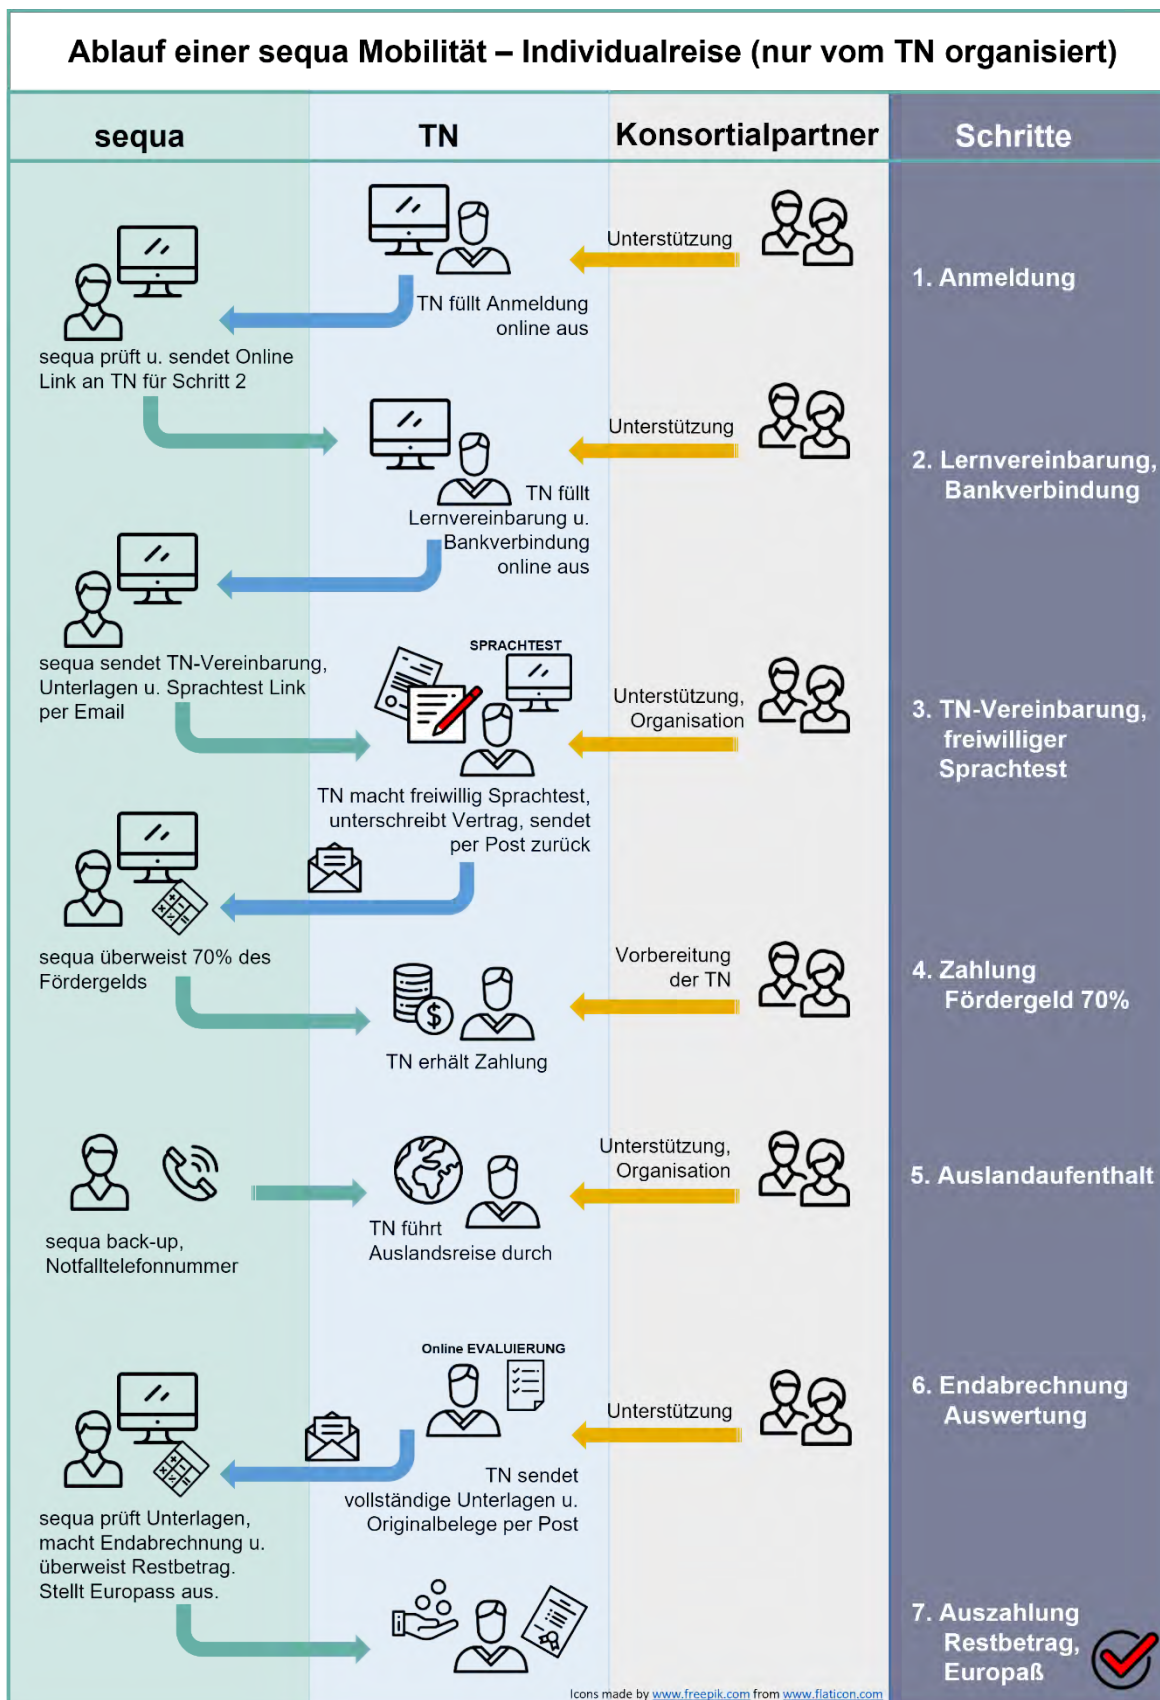 Ablauf einer sequa Mobilität – Individualreise (nur vom TN organisiert)
sequa
TN
Konsortialpartner
Schritte
Unterstützung
1. Anmeldung
TN füllt Anmeldung
online aus
sequa prüft u. sendet Online
Link an TN für Schritt 2
Unterstützung
2. Lernvereinbarung,
Bankverbindung
TN füllt
Lernvereinbarung u.
Bankverbindung
online aus
SPRACHTEST
sequa sendet TN-Vereinbarung,
Unterlagen u. Sprachtest Link
per Email
Unterstützung,
Organisation
3. TN-Vereinbarung,
freiwilliger
Sprachtest
TN macht freiwillig Sprachtest,
unterschreibt Vertrag, sendet
per Post zurück
sequa überweist 70% des
Fördergelds
Vorbereitung
der TN
4. Zahlung
Fördergeld 70%
$
TN erhält Zahlung
Unterstützung,
Organisation
5. Auslandaufenthalt
sequa back-up,
Notfalltelefonnummer
TN führt
Auslandsreise durch
Online EVALUIERUNG
Unterstützung
6. Endabrechnung
Auswertung
TN sendet
vollständige Unterlagen u.
Originalbelege per Post
sequa prüft Unterlagen,
macht Endabrechnung u.
überweist Restbetrag.
Stellt Europass aus.
7. Auszahlung
Restbetrag,
Europaß
Icons made by www.freepik.com from www.flaticon.com